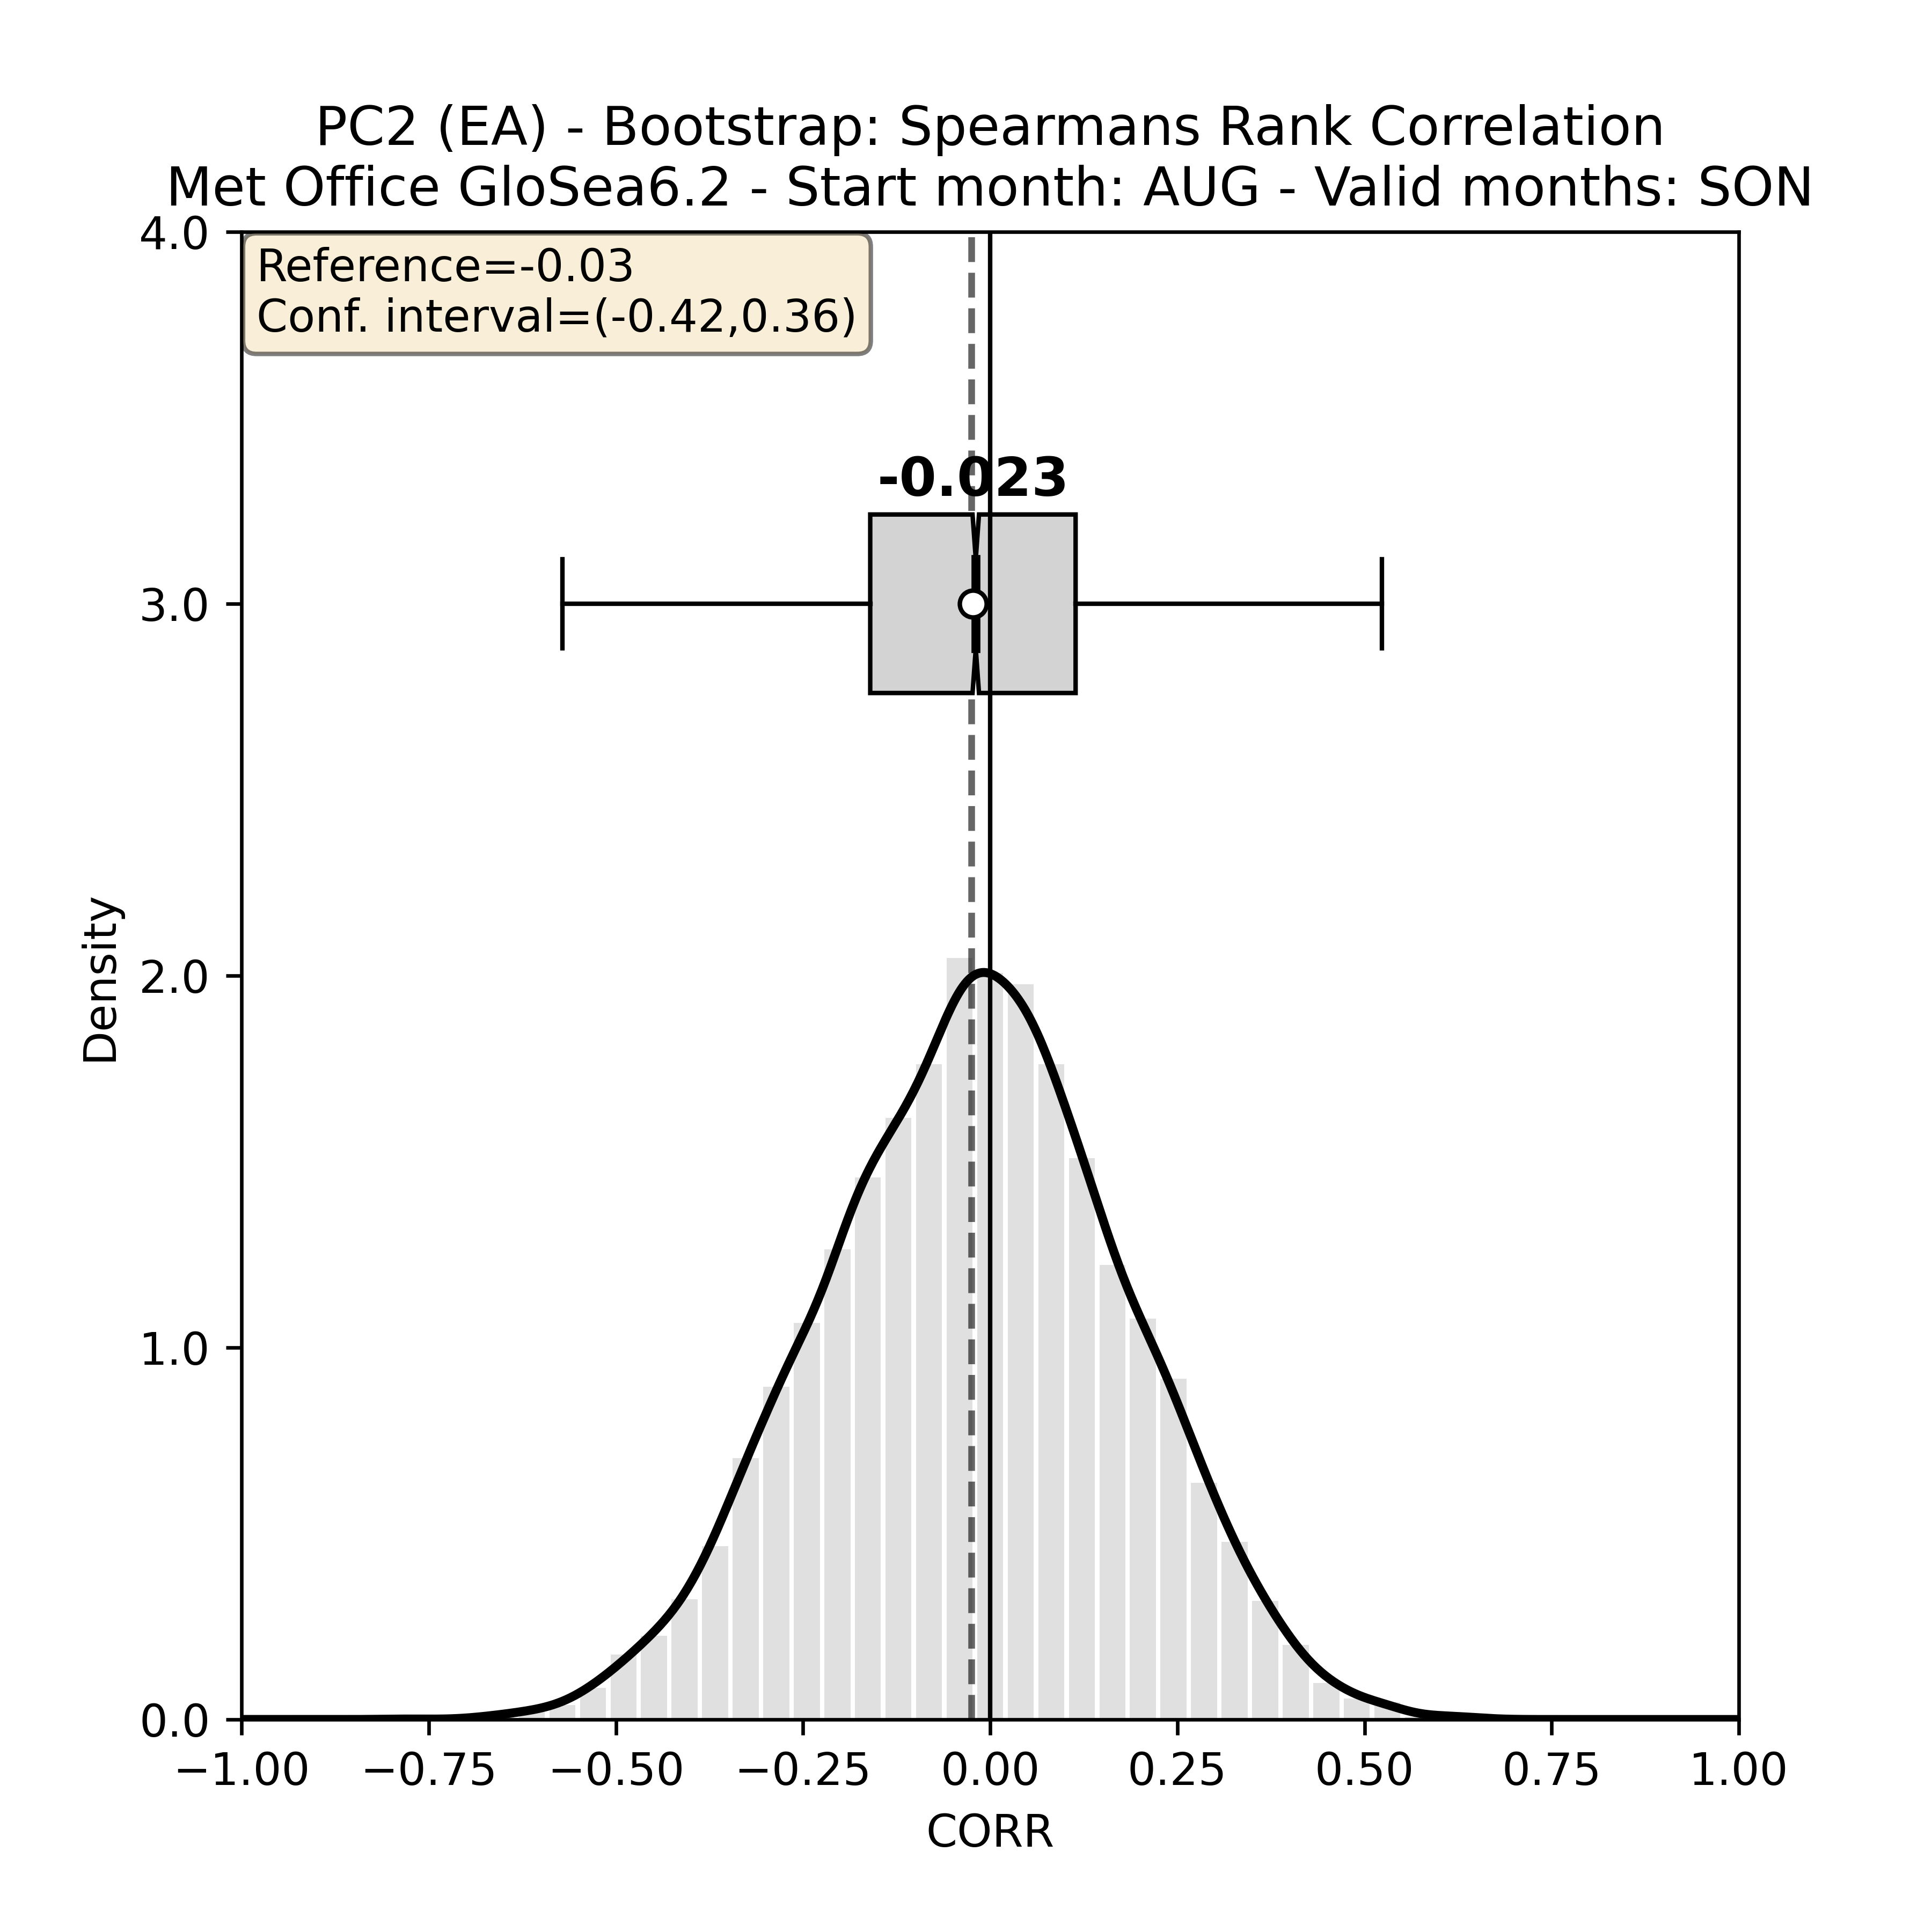 PC2 (EA) - Bootstrap: Spearmans Rank Correlation
Met Office GloSea6.2 - Start month: AUG - Valid months: SON
4.0
Reference=-0.03
Conf. interval=(-0.42,0.36)
-0.023
3.0
Density
2.0
1.0
0.0
−1.00 −0.75 −0.50 −0.25 0.00 0.25 0.50 0.75 1.00
CORR